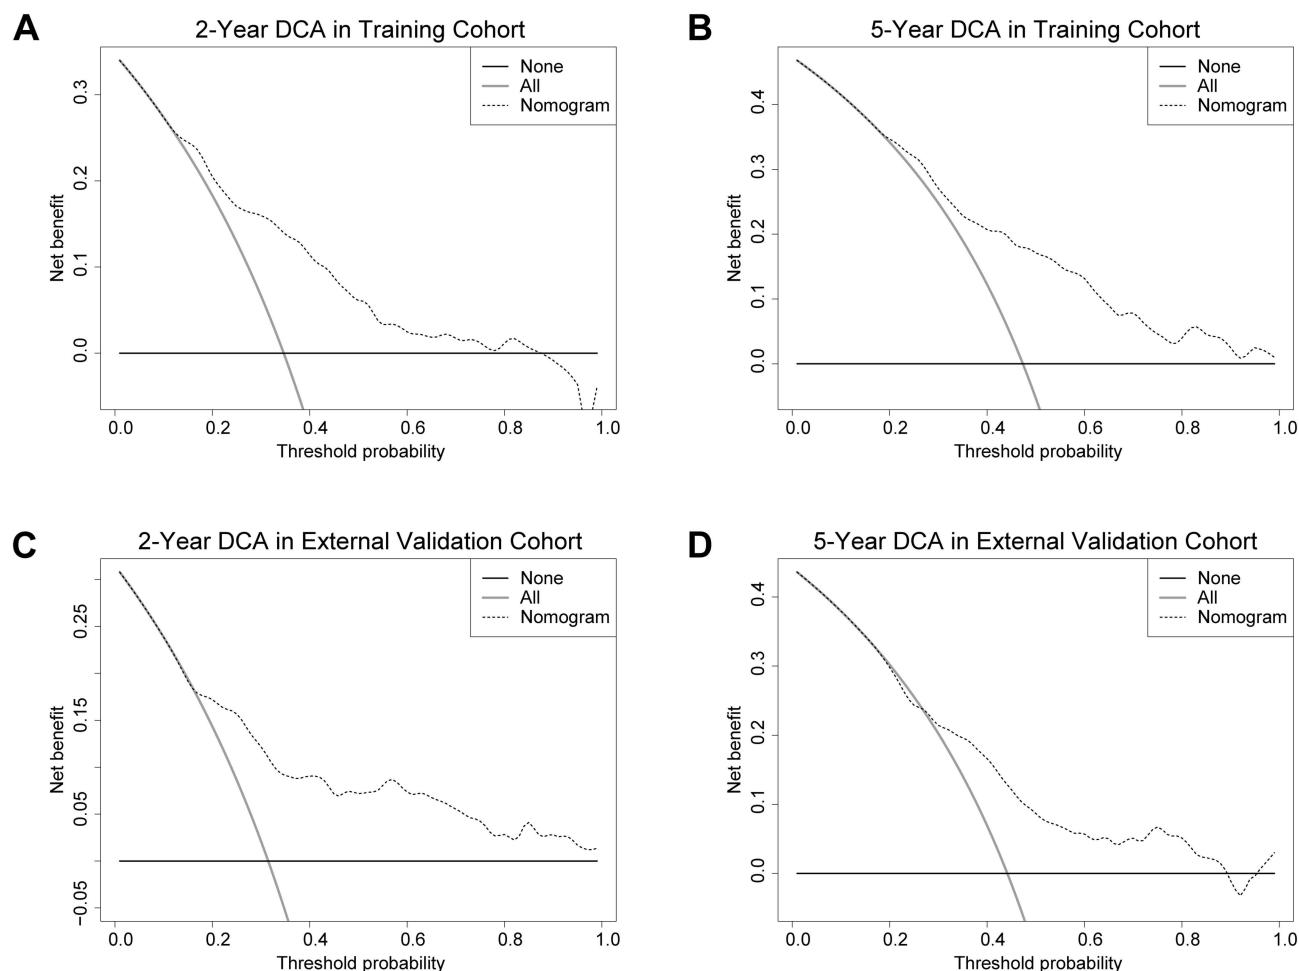 A
2-Year DCA in Training Cohort
None
All
Nomogram
Net benefit
0.3
0.2
0.1
0.0
0.0 0.2 0.4 0.6 0.8 1.0
Threshold probability
B
5-Year DCA in Training Cohort
None
All
Nomogram
Net benefit
0.4
0.3
0.2
0.1
0.0
0.0 0.2 0.4 0.6 0.8 1.0
Threshold probability
C
2-Year DCA in External Validation Cohort
None
All
Nomogram
Net benefit
0.25
0.15
0.05
−0.05
0.0 0.2 0.4 0.6 0.8 1.0
Threshold probability
D
5-Year DCA in External Validation Cohort
None
All
Nomogram
Net benefit
0.4
0.3
0.2
0.1
0.0
0.0 0.2 0.4 0.6 0.8 1.0
Threshold probability